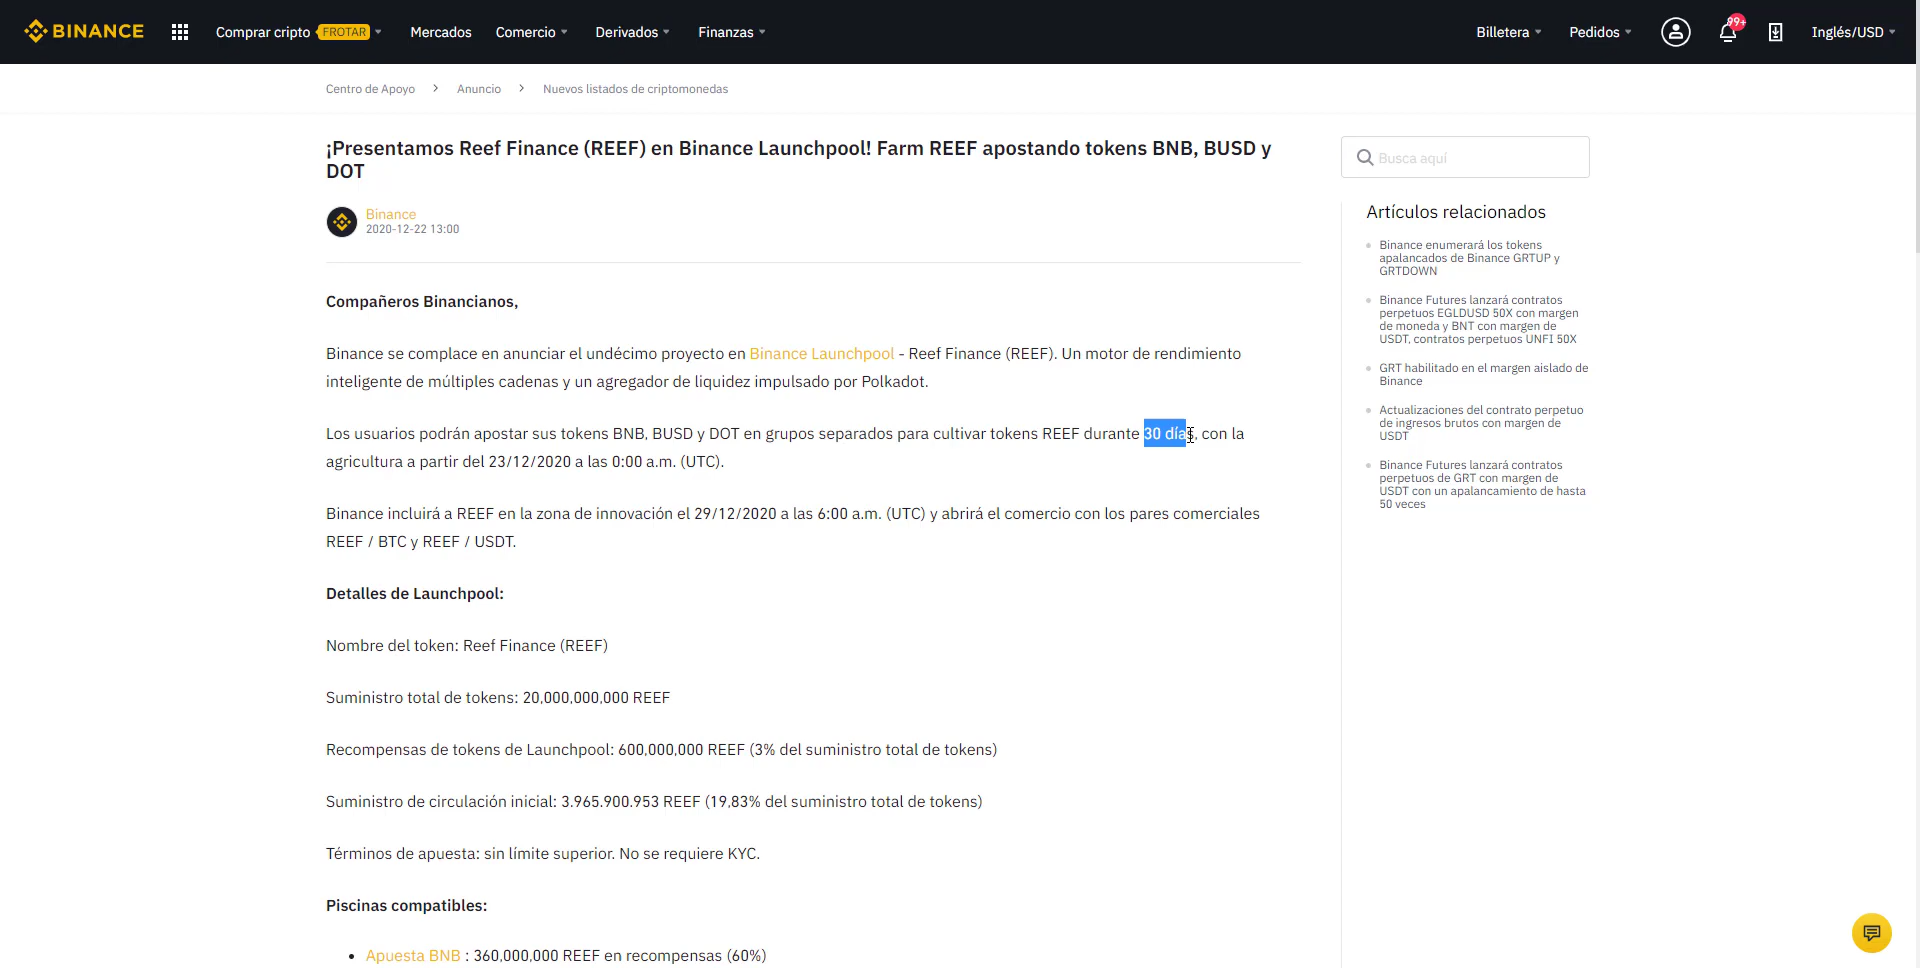 BINANCE
Comprar cripto FROTAR
Mercados
Comercio
Derivados
Finanzas
Billetera
Pedidos
99+
Inglés/USD
Centro de Apoyo > Anuncio > Nuevos listados de criptomonedas
¡Presentamos Reef Finance (REEF) en Binance Launchpool! Farm REEF apostando tokens BNB, BUSD y
DOT
Binance
2020-12-22 13:00
Compañeros Binancianos,
Binance se complace en anunciar el undécimo proyecto en Binance Launchpool - Reef Finance (REEF). Un motor de rendimiento
inteligente de múltiples cadenas y un agregador de liquidez impulsado por Polkadot.
Los usuarios podrán apostar sus tokens BNB, BUSD y DOT en grupos separados para cultivar tokens REEF durante 30 días, con la
agricultura a partir del 23/12/2020 a las 0:00 a.m. (UTC).
Binance incluirá a REEF en la zona de innovación el 29/12/2020 a las 6:00 a.m. (UTC) y abrirá el comercio con los pares comerciales
REEF / BTC y REEF / USDT.
Detalles de Launchpool:
Nombre del token: Reef Finance (REEF)
Suministro total de tokens: 20,000,000,000 REEF
Recompensas de tokens de Launchpool: 600,000,000 REEF (3% del suministro total de tokens)
Suministro de circulación inicial: 3.965.900.953 REEF (19,83% del suministro total de tokens)
Términos de apuesta: sin límite superior. No se requiere KYC.
Piscinas compatibles:
• Apuesta BNB : 360,000,000 REEF en recompensas (60%)
Busca aquí
Artículos relacionados
Binance enumerará los tokens
apalancados de Binance GRTUP y
GRTDOWN
Binance Futures lanzará contratos
perpetuos EGLDUSD 50X con margen
de moneda y BNT con margen de
USDT, contratos perpetuos UNFI 50X
GRT habilitado en el margen aislado de
Binance
Actualizaciones del contrato perpetuo
de ingresos brutos con margen de
USDT
Binance Futures lanzará contratos
perpetuos de GRT con margen de
USDT con un apalancamiento de hasta
50 veces